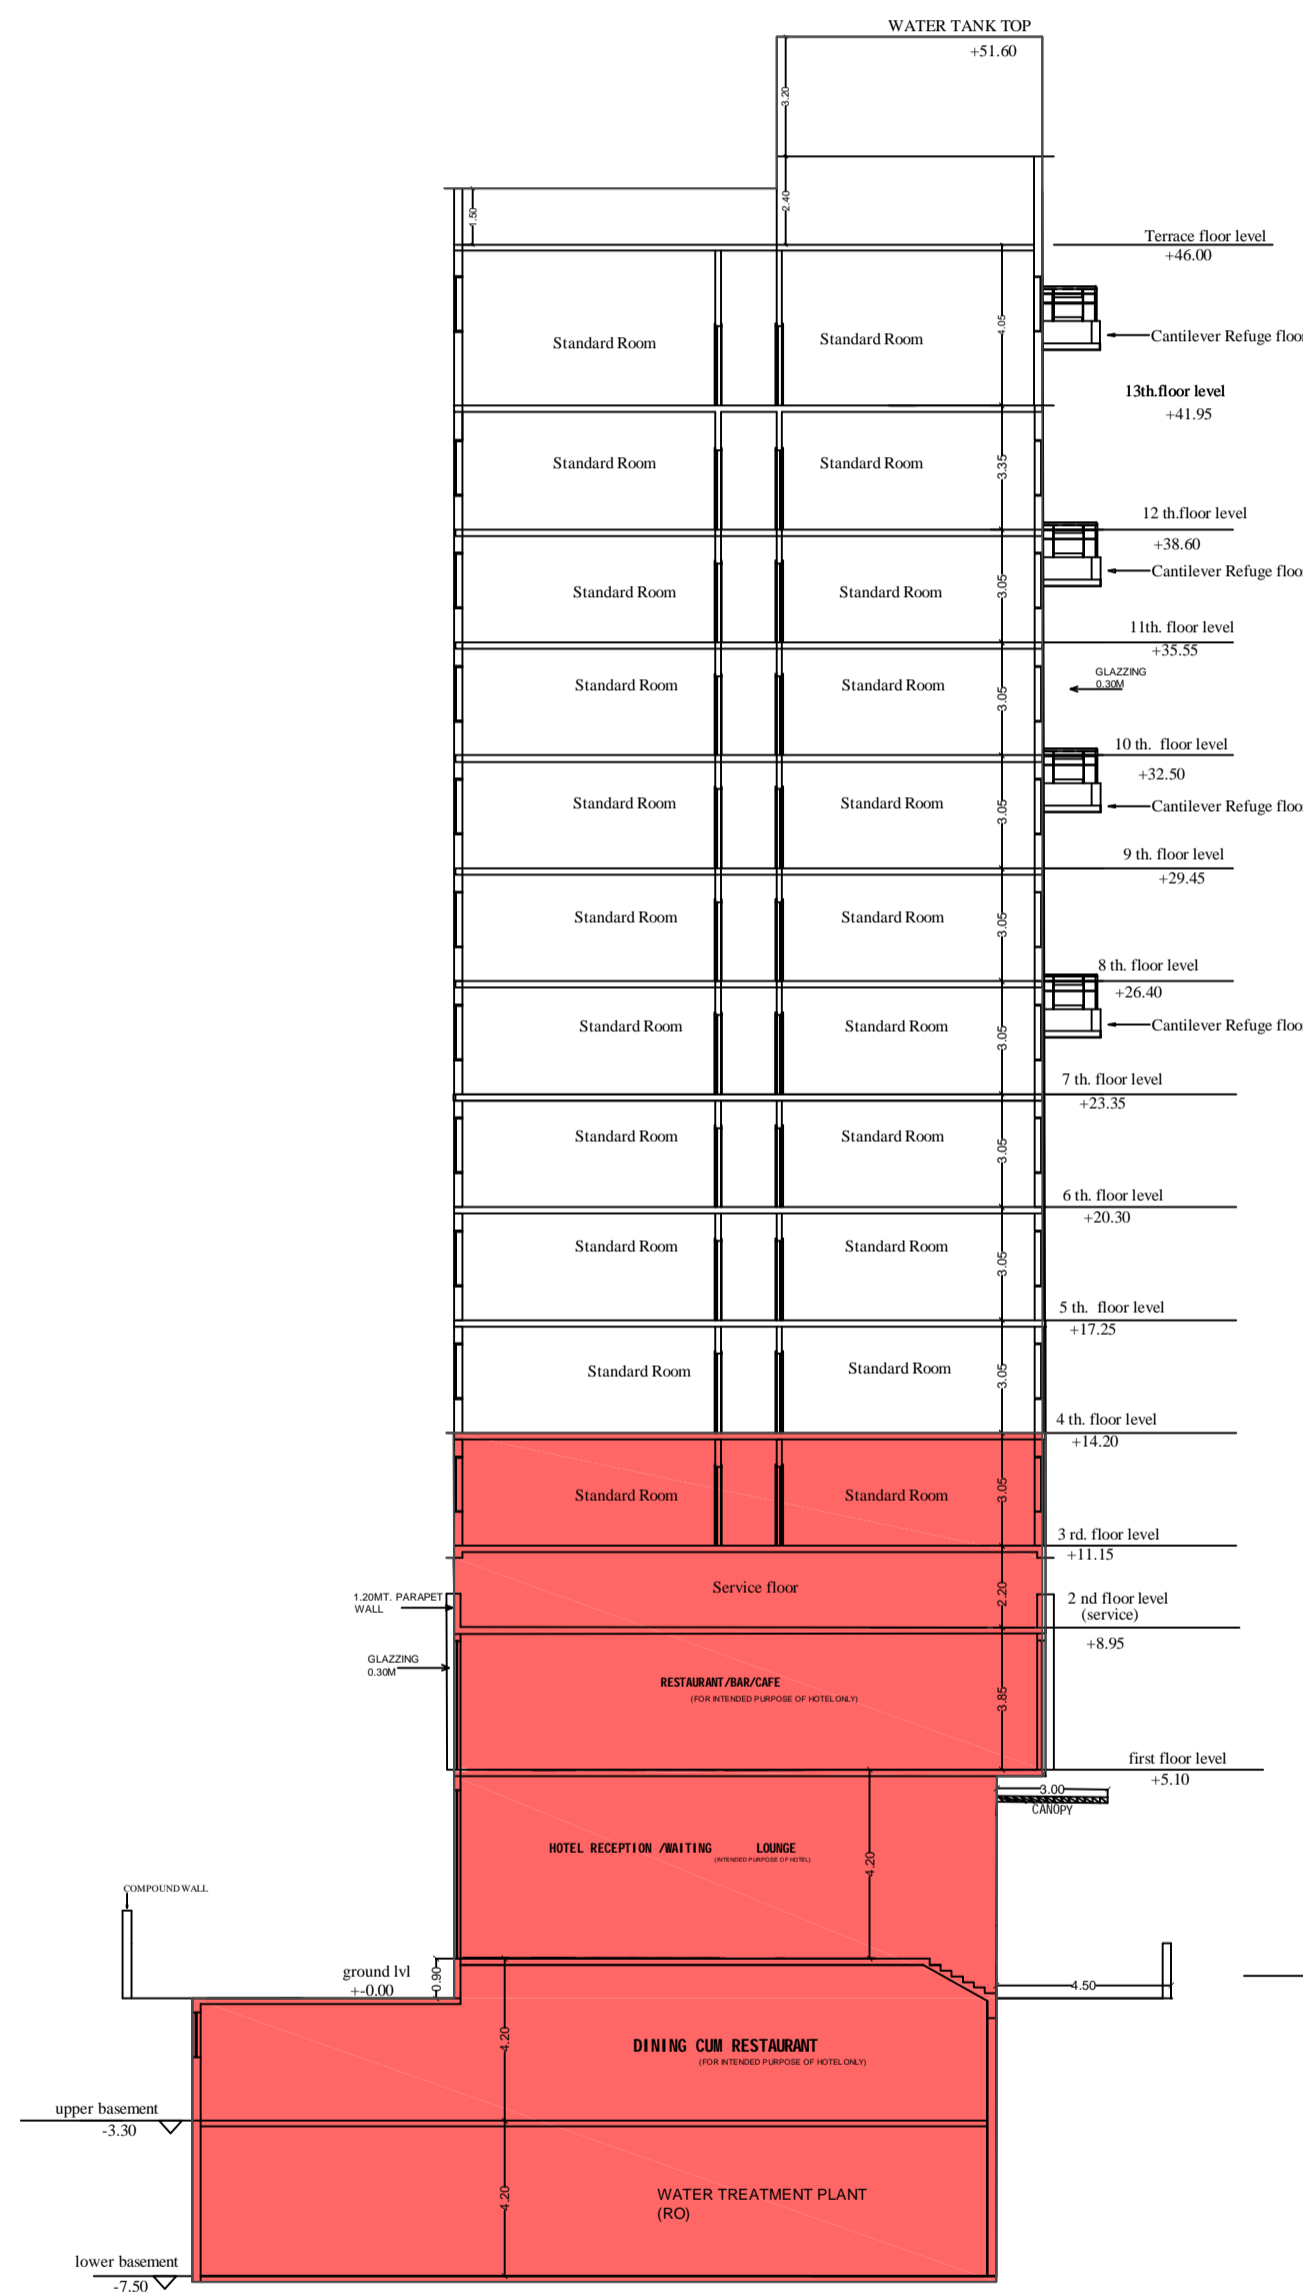 WATER TANK TOP
+51.60
3.20
2.40
1.50
Terrace floor level
+46.00
4.05
Standard Room
Standard Room
Cantilever Refuge floo
13th.floor level
+41.95
Standard Room
Standard Room
3.35
12 th.floor level
+38.60
Cantilever Refuge floo
Standard Room
Standard Room
3.05
11th. floor level
+35.55
GLAZZING
0.30M
Standard Room
Standard Room
3.05
10 th. floor level
+32.50
Standard Room
Standard Room
3.05
Cantilever Refuge floo
9 th. floor level
+29.45
Standard Room
Standard Room
3.05
8 th. floor level
+26.40
Standard Room
Standard Room
3.05
Cantilever Refuge floo
7 th. floor level
+23.35
Standard Room
Standard Room
3.05
6 th. floor level
+20.30
Standard Room
Standard Room
3.05
5 th. floor level
+17.25
Standard Room
Standard Room
3.05
4 th. floor level
+14.20
Standard Room
Standard Room
3.05
3 rd. floor level
+11.15
Service floor
2.20
1.20MT. PARAPET
WALL
2 nd floor level
(service)
+8.95
GLAZZING
0.30M
RESTAURANT/BAR/CAFE
(FOR INTENDED PURPOSE OF HOTEL ONLY)
3.85
first floor level
+5.10
3.00
CANOPY
HOTEL RECEPTION /WAITING LOUNGE
(INTENDED PURPOSE OF HOTEL)
4.20
COMPOUND WALL
ground lvl
+-0.00
0.90
4.50
4.20
DINING CUM RESTAURANT
(FOR INTENDED PURPOSE OF HOTEL ONLY)
upper basement
-3.30
4.20
WATER TREATMENT PLANT
(RO)
lower basement
-7.50